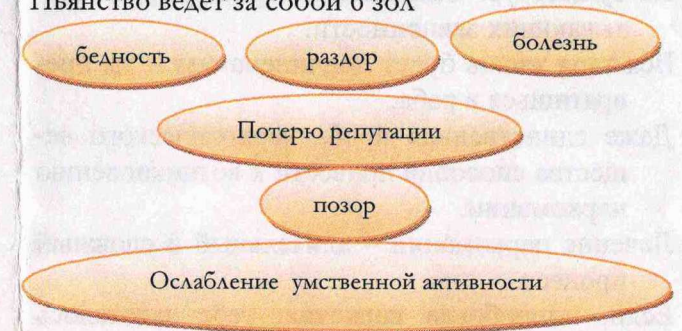 Пьянство ведет за собой 6 зол
бедность раздор болезнь
Потерю репутации
позор
Ослабление умственной активности